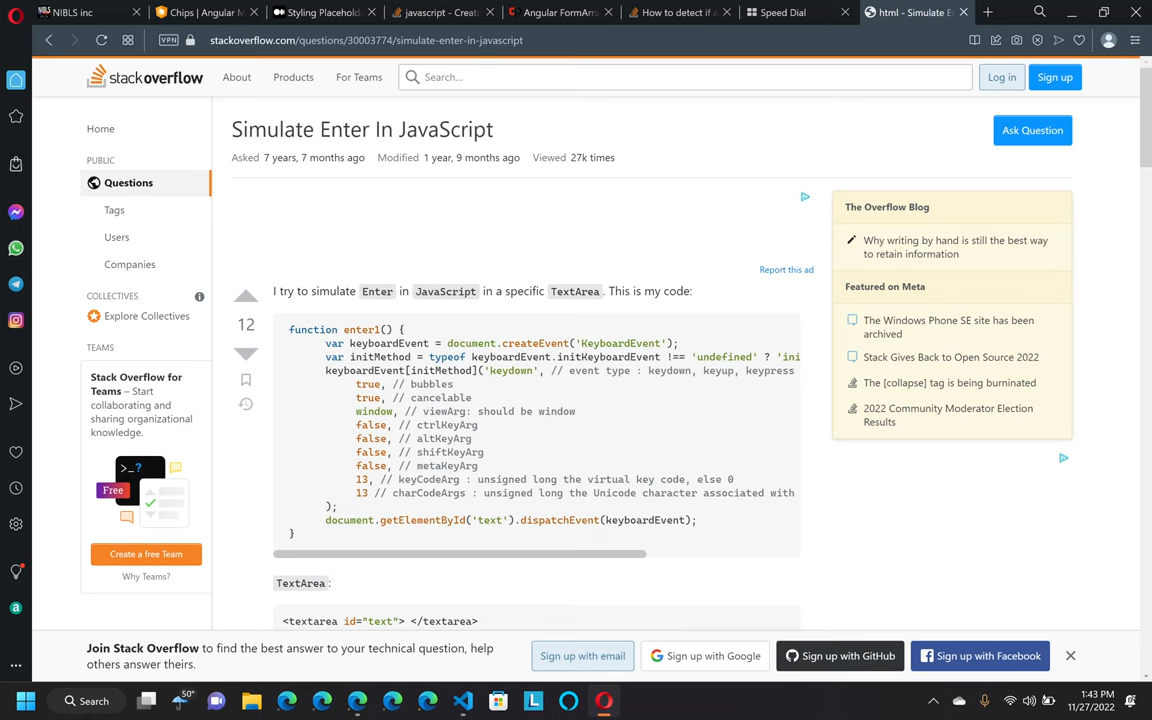 NIBLS inc
Chips | Angular M
Styling Placehold
javascript - Creati
Angular FormArra
How to detect if a
Speed Dial
html - Simulate E
VPN
stackoverflow.com/questions/30003774/simulate-enter-in-javascript
stackoverflow
About
Products
For Teams
Search...
Log in
Sign up
Home
PUBLIC
Questions
Tags
Users
Companies
COLLECTIVES
Explore Collectives
TEAMS
Stack Overflow for
Teams – Start
collaborating and
sharing organizational
knowledge.
>_?
Free
Create a free Team
Why Teams?
Simulate Enter In JavaScript
Ask Question
Asked 7 years, 7 months ago Modified 1 year, 9 months ago Viewed 27k times
Report this ad
12
I try to simulate Enter in JavaScript in a specific TextArea. This is my code:
function enter1() {
var keyboardEvent = document.createEvent('KeyboardEvent');
var initMethod = typeof keyboardEvent.initKeyboardEvent !== 'undefined' ? 'ini
keyboardEvent[initMethod]('keydown', // event type : keydown, keyup, keypress
true, // bubbles
true, // cancelable
window, // viewArg: should be window
false, // ctrlKeyArg
false, // altKeyArg
false, // shiftKeyArg
false, // metaKeyArg
13, // keyCodeArg : unsigned long the virtual key code, else 0
13 // charCodeArgs : unsigned long the Unicode character associated with
);
document.getElementById('text').dispatchEvent(keyboardEvent);
}
TextArea:
<textarea id="text"> </textarea>
The Overflow Blog
Why writing by hand is still the best way
to retain information
Featured on Meta
The Windows Phone SE site has been
archived
Stack Gives Back to Open Source 2022
The [collapse] tag is being burninated
2022 Community Moderator Election
Results
Join Stack Overflow to find the best answer to your technical question, help
others answer theirs.
Sign up with email
Sign up with Google
Sign up with GitHub
Sign up with Facebook
Search
50°
1:43 PM
11/27/2022